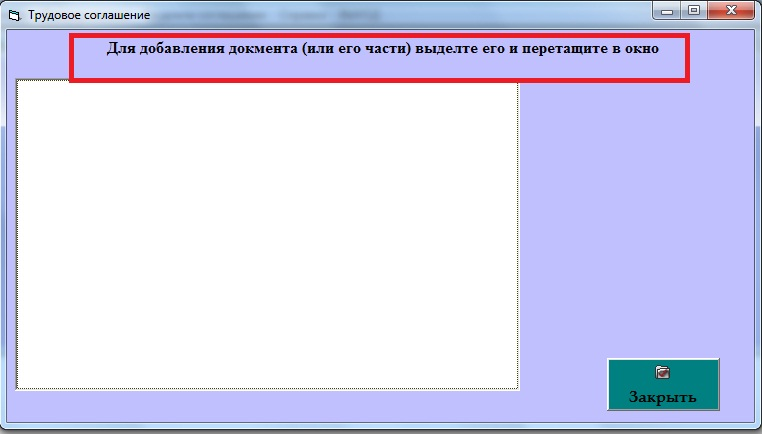 Трудовое соглашение
Для добавления докмента (или его части) выделте его и перетащите в окно
Закрыть